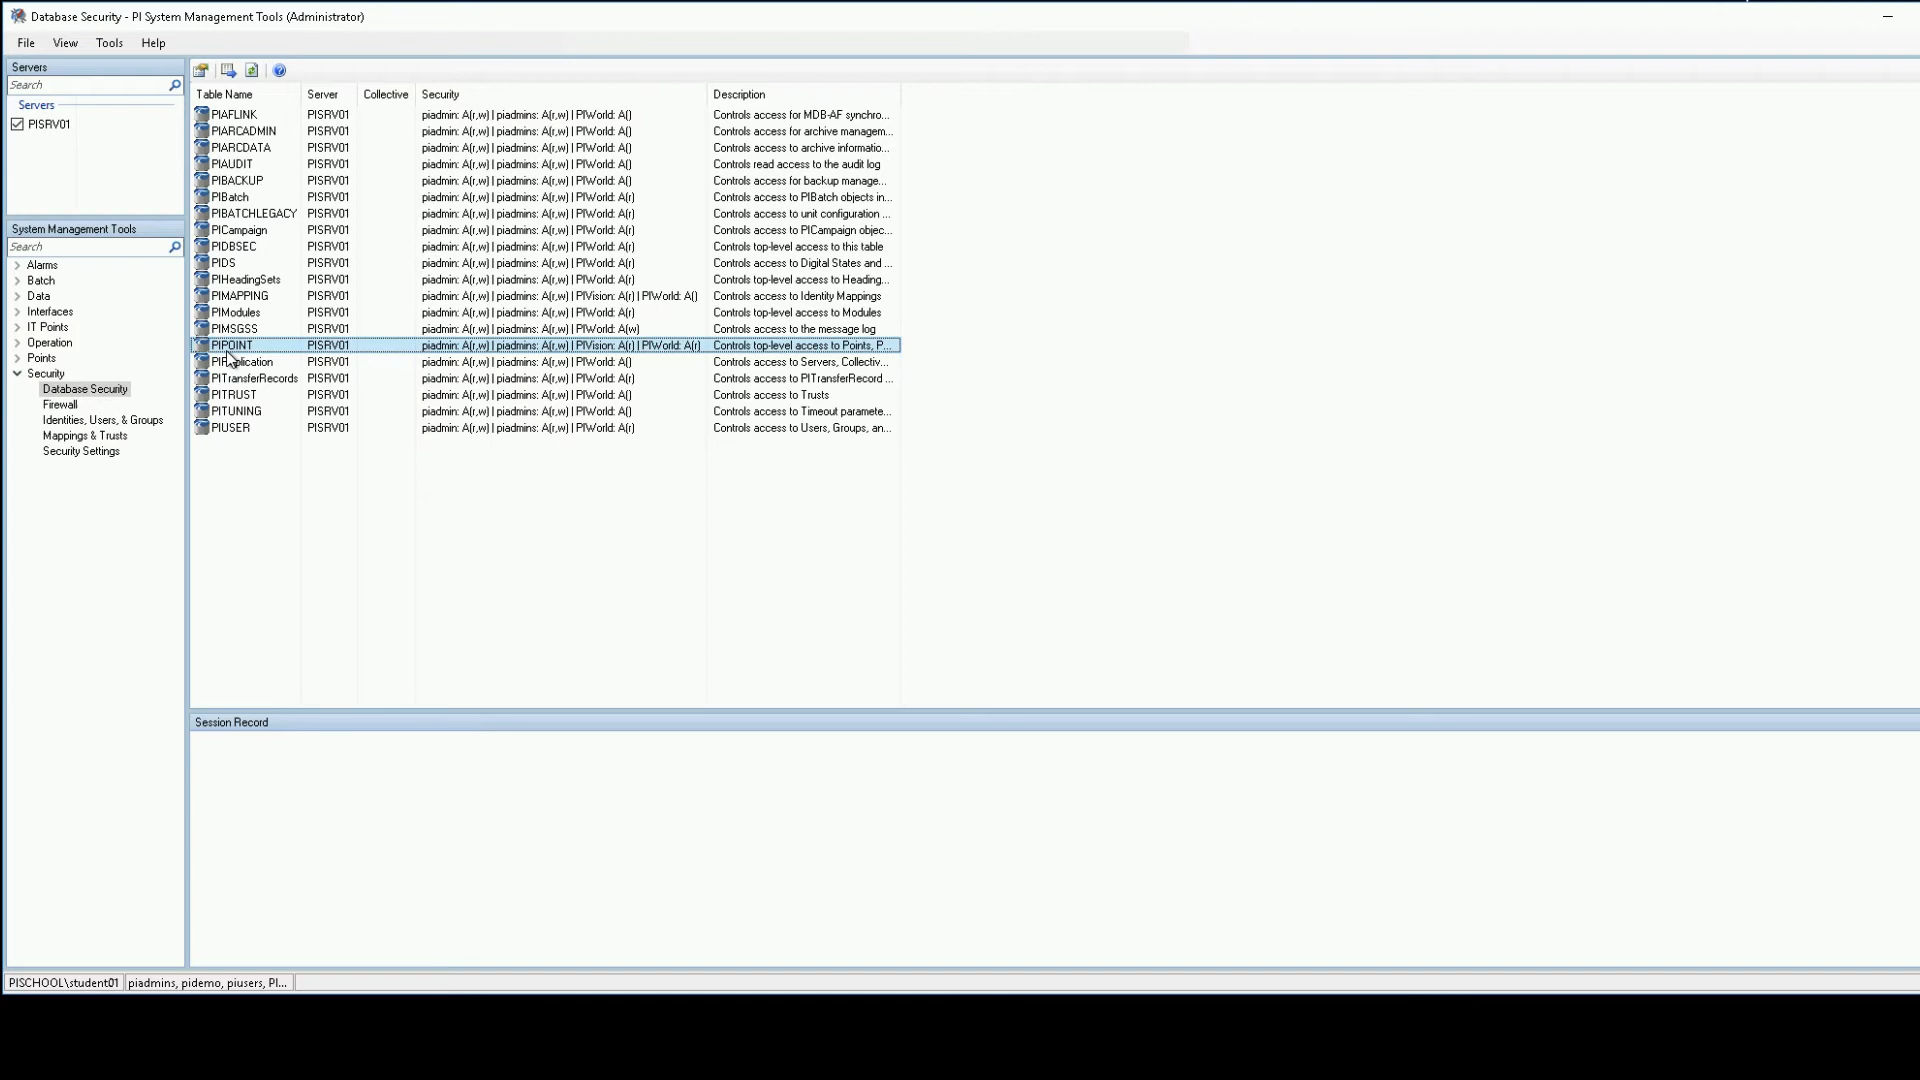 Database Security - PI System Management Tools (Administrator)
File View Tools Help
Servers
Search
Servers
PISRV01
System Management Tools
Search
Alarms
Batch
Data
Interfaces
IT Points
Operation
Points
Security
Database Security
Firewall
Identities, Users, & Groups
Mappings & Trusts
Security Settings
Table Name Server Collective Security Description
PIAFLINK PISRV01 piadmin: A(r,w) | piadmins: A(r,w) | PIWorld: A() Controls access for MDB-AF synchro...
PIARCADMIN PISRV01 piadmin: A(r,w) | piadmins: A(r,w) | PIWorld: A() Controls access for archive managem...
PIARCDATA PISRV01 piadmin: A(r,w) | piadmins: A(r,w) | PIWorld: A() Controls access to archive informatio...
PIAUDIT PISRV01 piadmin: A(r,w) | piadmins: A(r,w) | PIWorld: A() Controls read access to the audit log
PIBACKUP PISRV01 piadmin: A(r,w) | piadmins: A(r,w) | PIWorld: A() Controls access for backup manage...
PIBatch PISRV01 piadmin: A(r,w) | piadmins: A(r,w) | PIWorld: A(r) Controls access to PIBatch objects in...
PIBATCHLEGACY PISRV01 piadmin: A(r,w) | piadmins: A(r,w) | PIWorld: A(r) Controls access to unit configuration ...
PICampaign PISRV01 piadmin: A(r,w) | piadmins: A(r,w) | PIWorld: A(r) Controls access to PICampaign objec...
PIDBSEC PISRV01 piadmin: A(r,w) | piadmins: A(r,w) | PIWorld: A(r) Controls top-level access to this table
PIDS PISRV01 piadmin: A(r,w) | piadmins: A(r,w) | PIWorld: A(r) Controls access to Digital States and ...
PIHeadingSets PISRV01 piadmin: A(r,w) | piadmins: A(r,w) | PIWorld: A(r) Controls top-level access to Heading...
PIMAPPING PISRV01 piadmin: A(r,w) | piadmins: A(r,w) | PIVision: A(r) | PIWorld: A() Controls access to Identity Mappings
PIModules PISRV01 piadmin: A(r,w) | piadmins: A(r,w) | PIWorld: A(r) Controls top-level access to Modules
PIMSGSS PISRV01 piadmin: A(r,w) | piadmins: A(r,w) | PIWorld: A(w) Controls access to the message log
PIPOINT PISRV01 piadmin: A(r,w) | piadmins: A(r,w) | PIVision: A(r) | PIWorld: A(r) Controls top-level access to Points, P...
PIReplication PISRV01 piadmin: A(r,w) | piadmins: A(r,w) | PIWorld: A() Controls access to Servers, Collectiv...
PITransferRecords PISRV01 piadmin: A(r,w) | piadmins: A(r,w) | PIWorld: A(r) Controls access to PITransferRecord ...
PITRUST PISRV01 piadmin: A(r,w) | piadmins: A(r,w) | PIWorld: A() Controls access to Trusts
PITUNING PISRV01 piadmin: A(r,w) | piadmins: A(r,w) | PIWorld: A() Controls access to Timeout paramete...
PIUSER PISRV01 piadmin: A(r,w) | piadmins: A(r,w) | PIWorld: A(r) Controls access to Users, Groups, an...
Session Record
PISCHOOL\student01 piadmins, pidemo, piusers, PI...